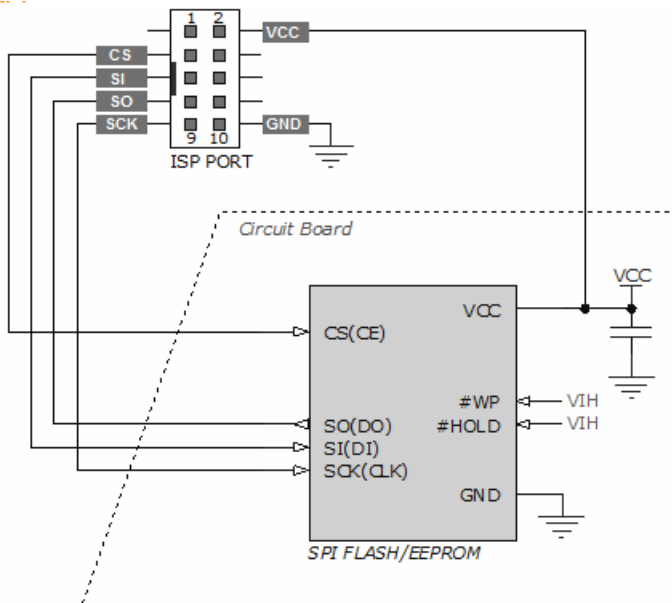 1 2
VCC
CS
SI
SO
SCK
GND
9 10
ISP PORT
Circuit Board
VCC
VCC
CS(CE)
#WP
VIH
SO(DO)
#HOLD
VIH
SI(DI)
SCK(CLK)
GND
SPI FLASH/EEPROM